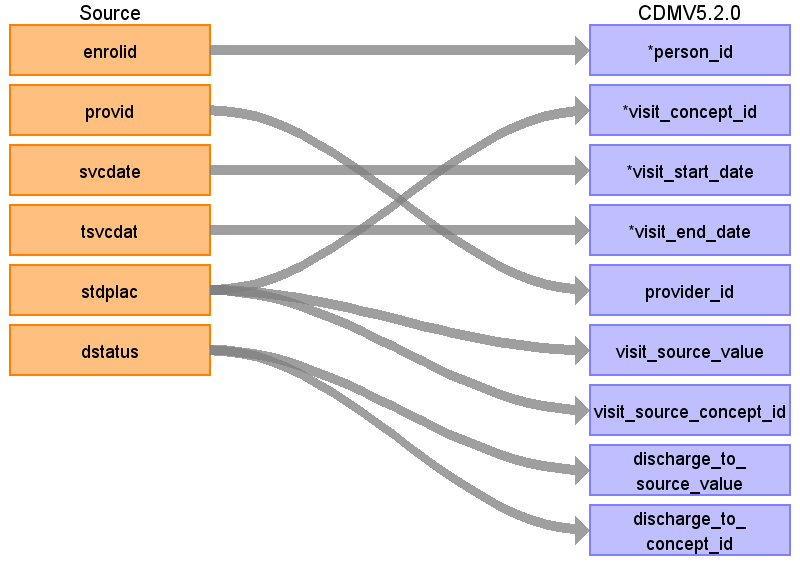 Source
CDMV5.2.0
enrolid
*person_id
provid
*visit_concept_id
svcdate
*visit_start_date
tsvcdat
*visit_end_date
stdplac
provider_id
dstatus
visit_source_value
visit_source_concept_id
discharge_to_
source_value
discharge_to_
concept_id